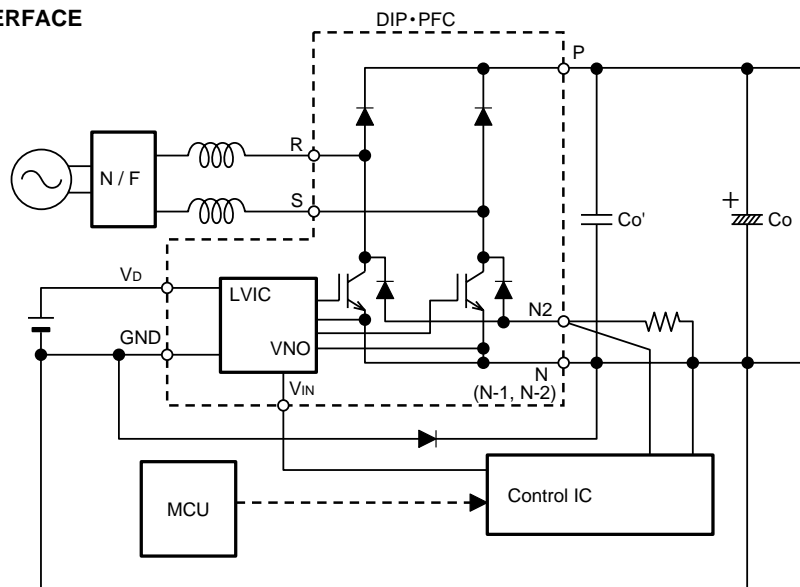 ERFACE
DIP•PFC
P
R
N / F
S
Co'
+
Co
VD
LVIC
N2
GND
VNO
N
(N-1, N-2)
VIN
MCU
Control IC